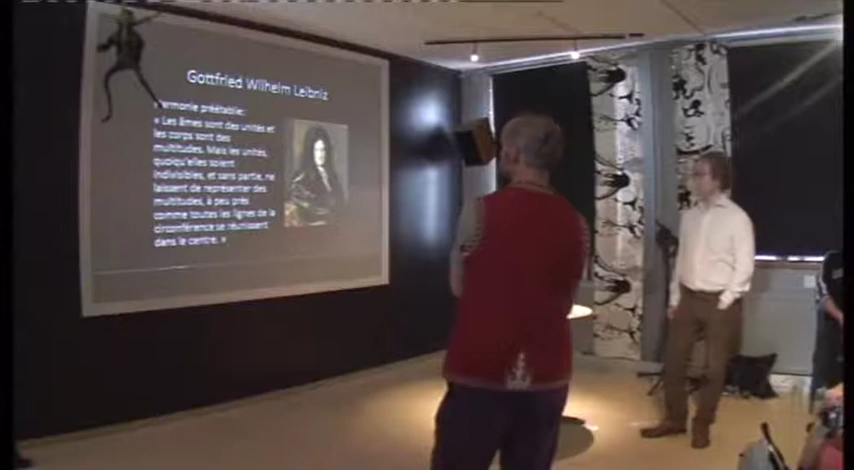 Gottfried Wilhelm Leibniz
Harmonie préétablie:
« Les âmes sont des unités et
les corps sont des
multitudes. Mais les unités,
quoiqu'elles soient
indivisibles, et sans partie, ne
laissent de représenter les
multitudes, à peu près
comme toutes les lignes de la
circonférence se réunissent
dans le centre. »